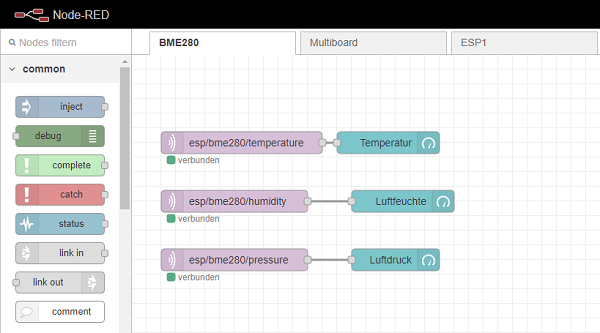 Node-RED
Nodes filtern
BME280
Multiboard
ESP1
common
inject
debug
complete
catch
status
link in
link out
comment
esp/bme280/temperature
Temperatur
verbunden
esp/bme280/humidity
Luftfeuchte
verbunden
esp/bme280/pressure
Luftdruck
verbunden